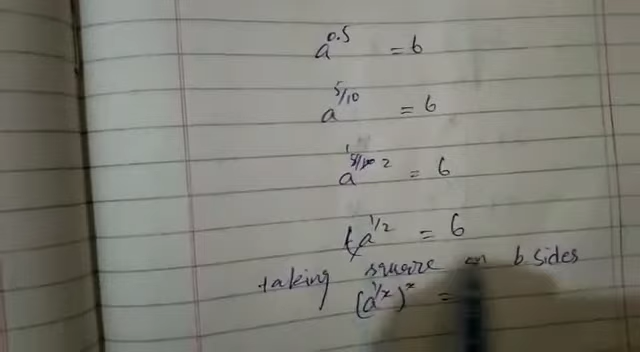 a^0.5 = 6
a^5/10 = 6
a^5/10 1 2 = 6
a^1/2 = 6
taking square on b sides
(a^1/2)^2 =